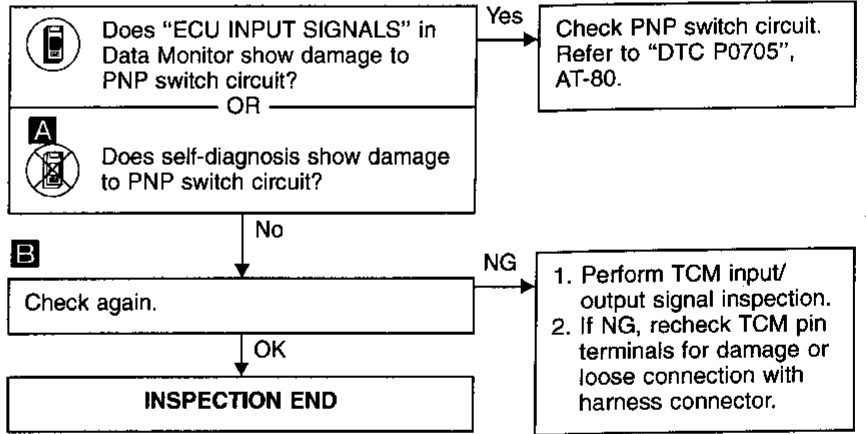 Does “ECU INPUT SIGNALS” in
Data Monitor show damage to
PNP switch circuit?
Yes
Check PNP switch circuit.
Refer to “DTC P0705”,
AT-80.
OR
A
Does self-diagnosis show damage
to PNP switch circuit?
No
B
Check again.
NG
1. Perform TCM input/
output signal inspection.
2. If NG, recheck TCM pin
terminals for damage or
loose connection with
harness connector.
OK
INSPECTION END